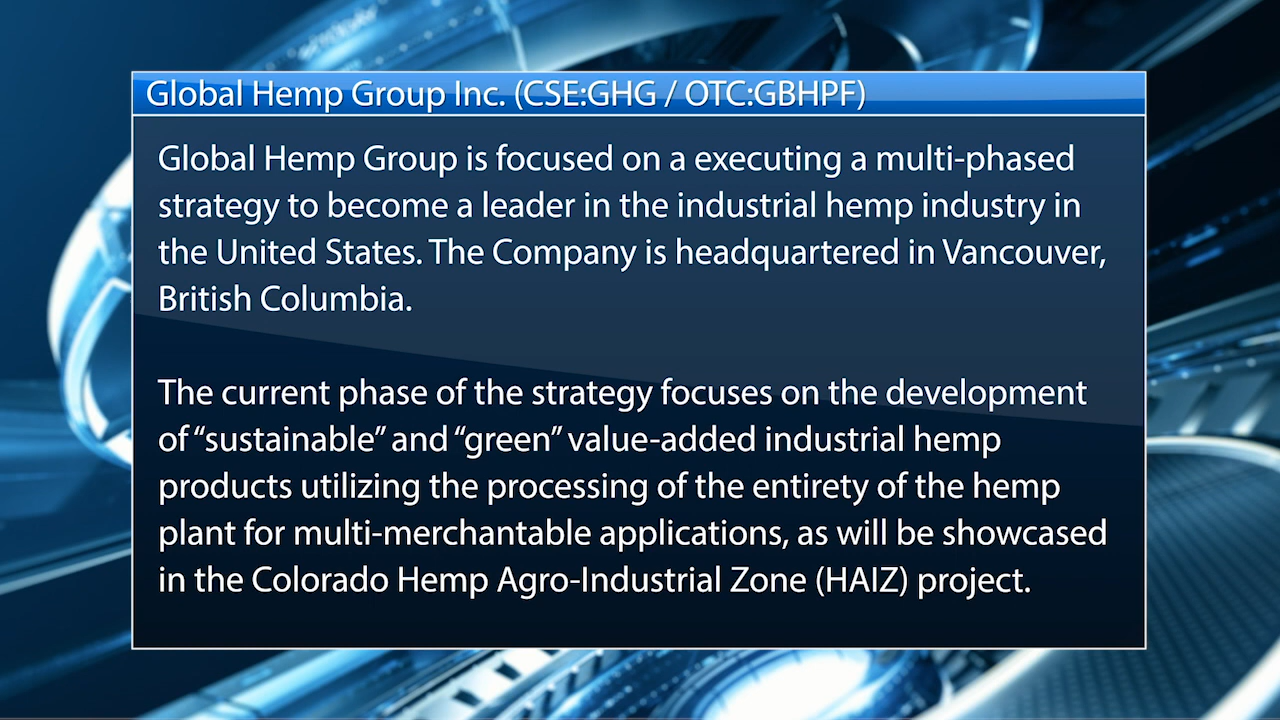 Global Hemp Group Inc. (CSE:GHG / OTC:GBHPF)
Global Hemp Group is focused on a executing a multi-phased
strategy to become a leader in the industrial hemp industry in
the United States. The Company is headquartered in Vancouver,
British Columbia.
The current phase of the strategy focuses on the development
of “sustainable” and “green” value-added industrial hemp
products utilizing the processing of the entirety of the hemp
plant for multi-merchantable applications, as will be showcased
in the Colorado Hemp Agro-Industrial Zone (HAIZ) project.